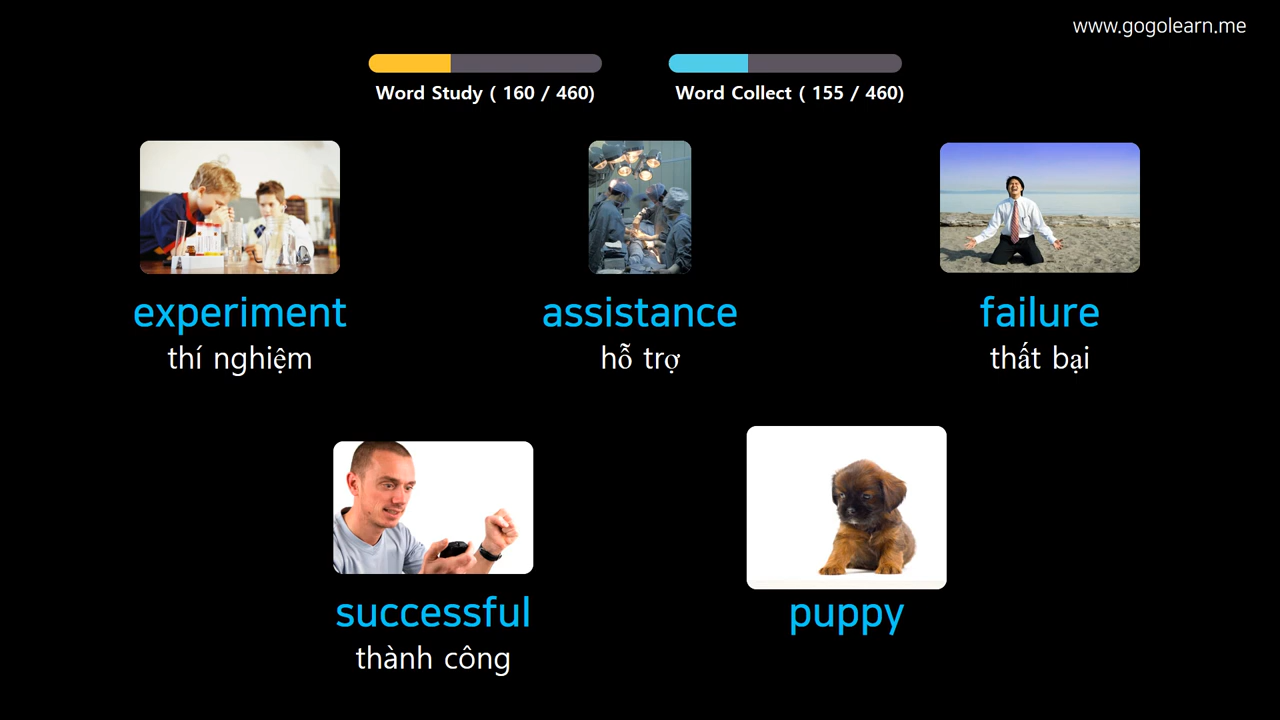 www.gogolearn.me
Word Study ( 160 / 460)
Word Collect ( 155 / 460)
experiment
thí nghiệm
assistance
hỗ trợ
failure
thất bại
successful
thành công
puppy